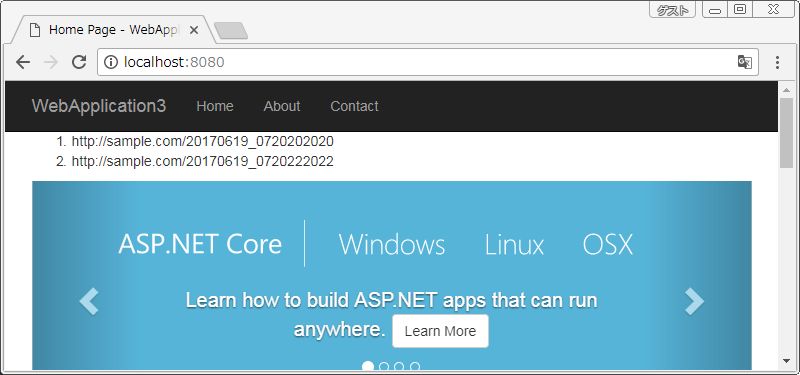 ゲスト
Home Page - WebAppl
localhost:8080
WebApplication3 Home About Contact
1. http://sample.com/20170619_0720202020
2. http://sample.com/20170619_0720222022
ASP.NET Core Windows Linux OSX
Learn how to build ASP.NET apps that can run
anywhere. Learn More